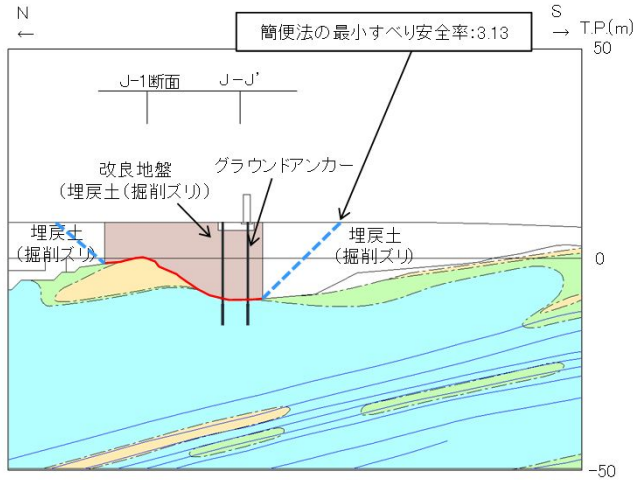 N
←
S
→
T.P.(m)
簡便法の最小すべり安全率:3.13
50
J-1断面
J-J’
改良地盤
(埋戻土(掘削ズリ))
グラウンドアンカー
埋戻土
(掘削ズリ)
埋戻土
(掘削ズリ)
0
-50